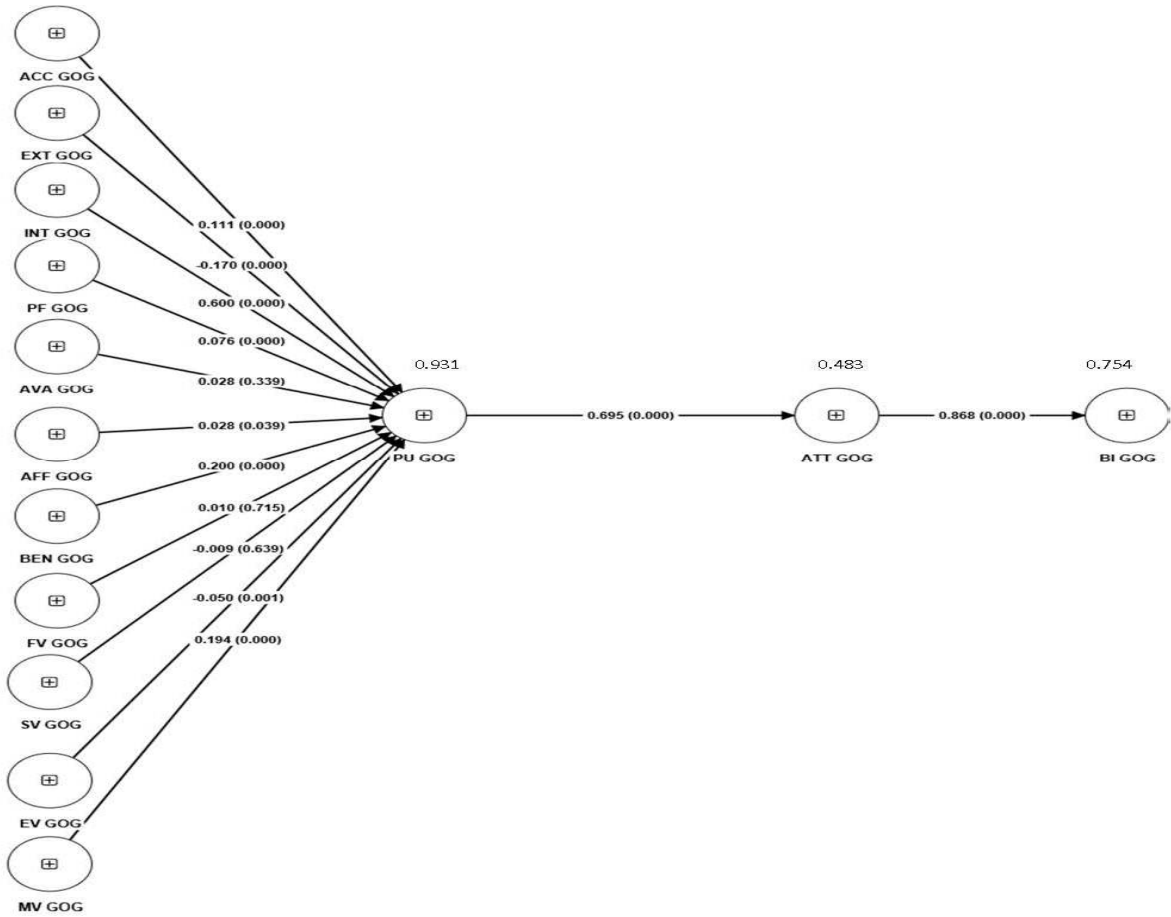 ACC GOG
EXT GOG
INT GOG
PF GOG
AVA GOG
AFF GOG
BEN GOG
FV GOG
SV GOG
EV GOG
MV GOG
0.111 (0.000)
-0.170 (0.000)
0.600 (0.000)
0.076 (0.000)
0.028 (0.339)
0.028 (0.039)
0.200 (0.000)
0.010 (0.715)
-0.009 (0.639)
-0.050 (0.001)
0.194 (0.000)
0.931
PU GOG
0.695 (0.000)
0.483
ATT GOG
0.868 (0.000)
0.754
BI GOG